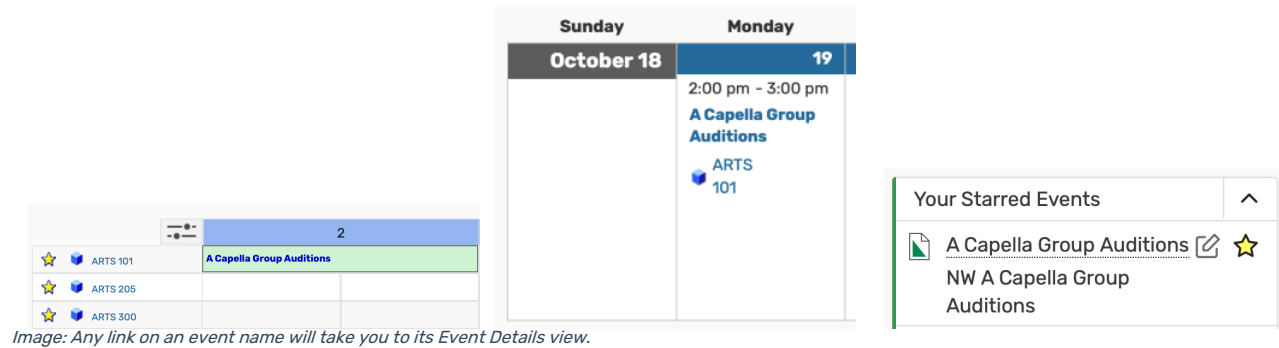 2
ARTS 101
A Capella Group Auditions
ARTS 205
ARTS 300
Sunday
Monday
October 18
19
2:00 pm - 3:00 pm
A Capella Group
Auditions
ARTS
101
Your Starred Events
A Capella Group Auditions
NW A Capella Group
Auditions
Image: Any link on an event name will take you to its Event Details view.